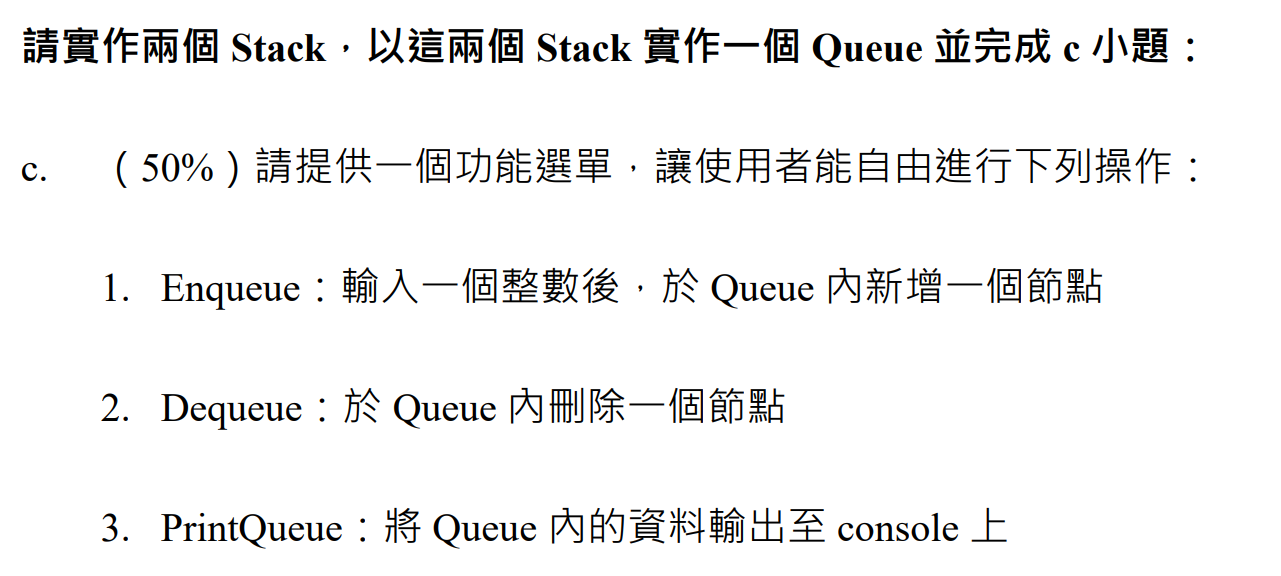 請實作兩個 Stack，以這兩個 Stack 實作一個 Queue 並完成 c 小題：
c. （50%）請提供一個功能選單，讓使用者能自由進行下列操作：
1. Enqueue：輸入一個整數後，於 Queue 內新增一個節點
2. Dequeue：於 Queue 內刪除一個節點
3. PrintQueue：將 Queue 內的資料輸出至 console 上